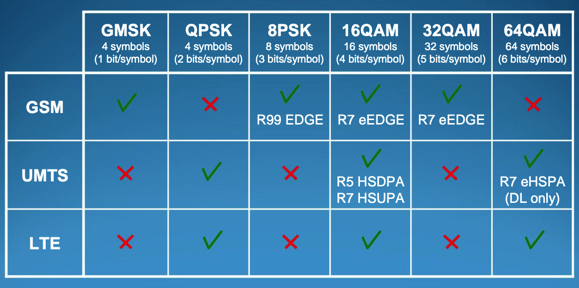 GMSK QPSK 8PSK 16QAM 32QAM 64QAM
4 symbols 4 symbols 8 symbols 16 symbols 32 symbols 64 symbols
(1 bit/symbol) (2 bits/symbol) (3 bits/symbol) (4 bits/symbol) (5 bits/symbol) (6 bits/symbol)
GSM
R99 EDGE R7 eEDGE R7 eEDGE
UMTS
R5 HSDPA R7 eHSPA
R7 HSUPA (DL only)
LTE